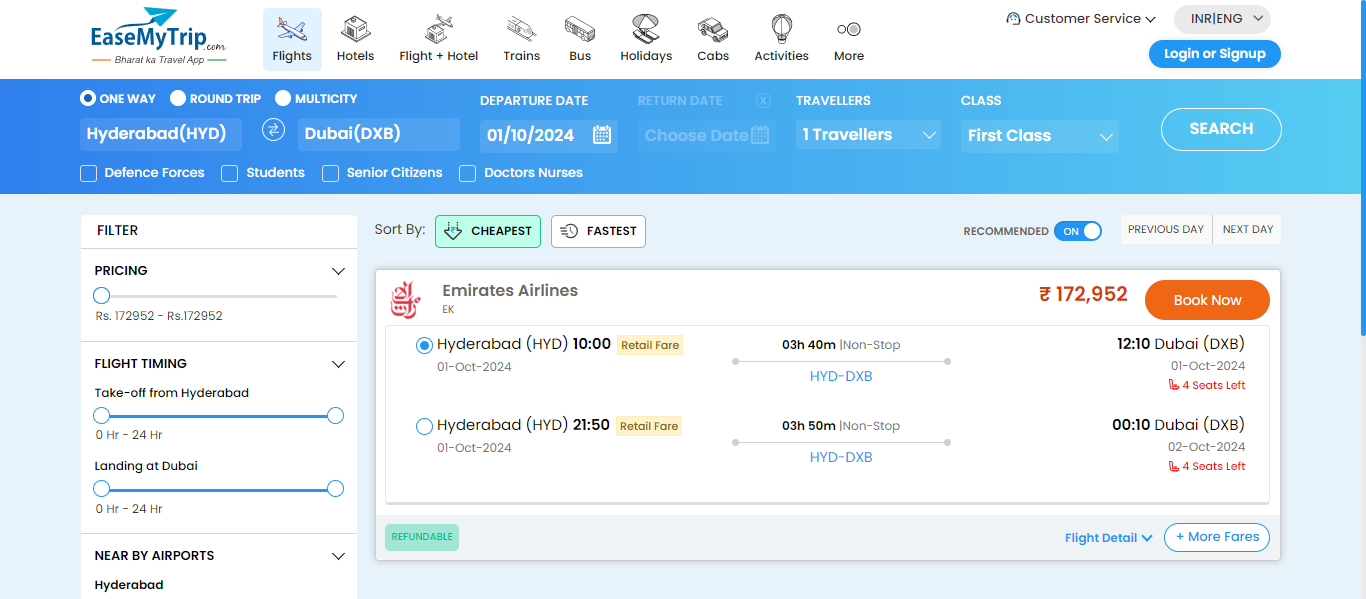 EaseMyTrip.com
Bharat ka Travel App
Flights
Hotels
Flight + Hotel
Trains
Bus
Holidays
Cabs
Activities
More
Customer Service
INR|ENG
Login or Signup
ONE WAY
ROUND TRIP
MULTICITY
DEPARTURE DATE
RETURN DATE
TRAVELLERS
CLASS
Hyderabad(HYD)
Dubai(DXB)
01/10/2024
Choose Date
1 Travellers
First Class
SEARCH
Defence Forces
Students
Senior Citizens
Doctors Nurses
FILTER
PRICING
Rs. 172952 - Rs.172952
FLIGHT TIMING
Take-off from Hyderabad
0 Hr - 24 Hr
Landing at Dubai
0 Hr - 24 Hr
NEAR BY AIRPORTS
Hyderabad
Sort By:
CHEAPEST
FASTEST
RECOMMENDED
ON
PREVIOUS DAY
NEXT DAY
Emirates Airlines
EK
₹ 172,952
Book Now
Hyderabad (HYD) 10:00 Retail Fare
01-Oct-2024
03h 40m |Non-Stop
HYD-DXB
12:10 Dubai (DXB)
01-Oct-2024
4 Seats Left
Hyderabad (HYD) 21:50 Retail Fare
01-Oct-2024
03h 50m |Non-Stop
HYD-DXB
00:10 Dubai (DXB)
02-Oct-2024
4 Seats Left
REFUNDABLE
Flight Detail
+ More Fares